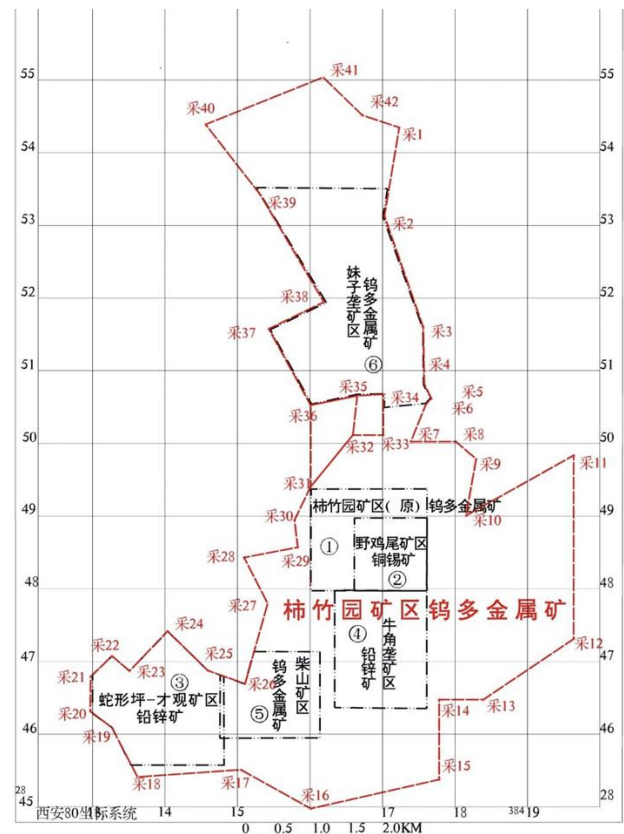 采41
55
55
采42
采40
采1
54
54
采39
53
采2
53
采38
52
妹子垄矿区
钨多金属矿
52
采37
采3
51
⑥
采4
51
采35
采34
采5
采36
采6
50
采32
采33
采7
采8
50
采9
采11
采31
49
柿竹园矿区(原)钨多金属矿
采30
采10
49
①
野鸡尾矿区
铜锡矿
采28
采29
②
48
48
采27
柿竹园矿区钨多金属矿
采24
④
牛角垄矿区
铅锌矿
采12
47
采22
采23
采25
47
采21
③
采26
柴山矿区
钨多金属矿
蛇形坪-才观矿区
铅锌矿
采20
⑤
采14
采13
46
采19
46
采18
采17
采15
28
采16
28
45
西安80坐标系统
13
14
15
17
18
384
19
45
0 0.5 1.0 1.5 2.0KM